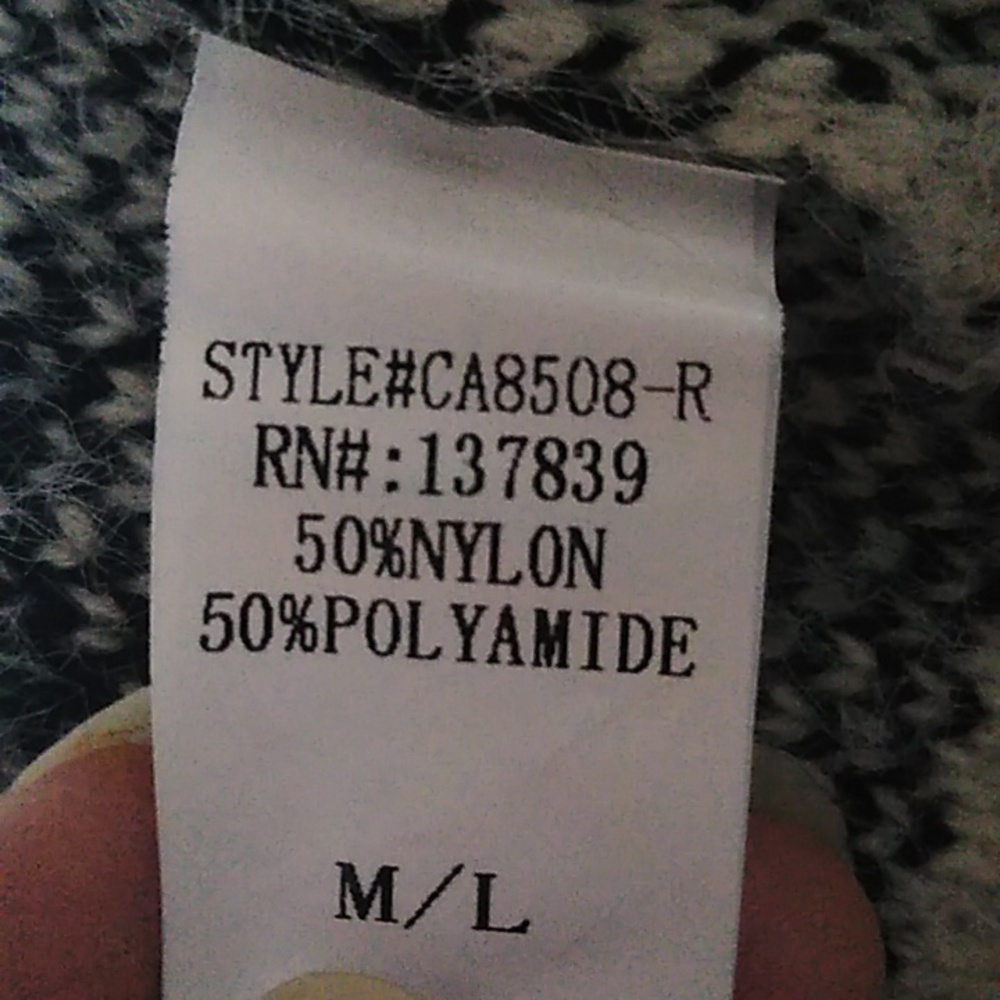 STYLE#CA8508-R
RN#:137839
50%NYLON
50%POLYAMIDE
M/L